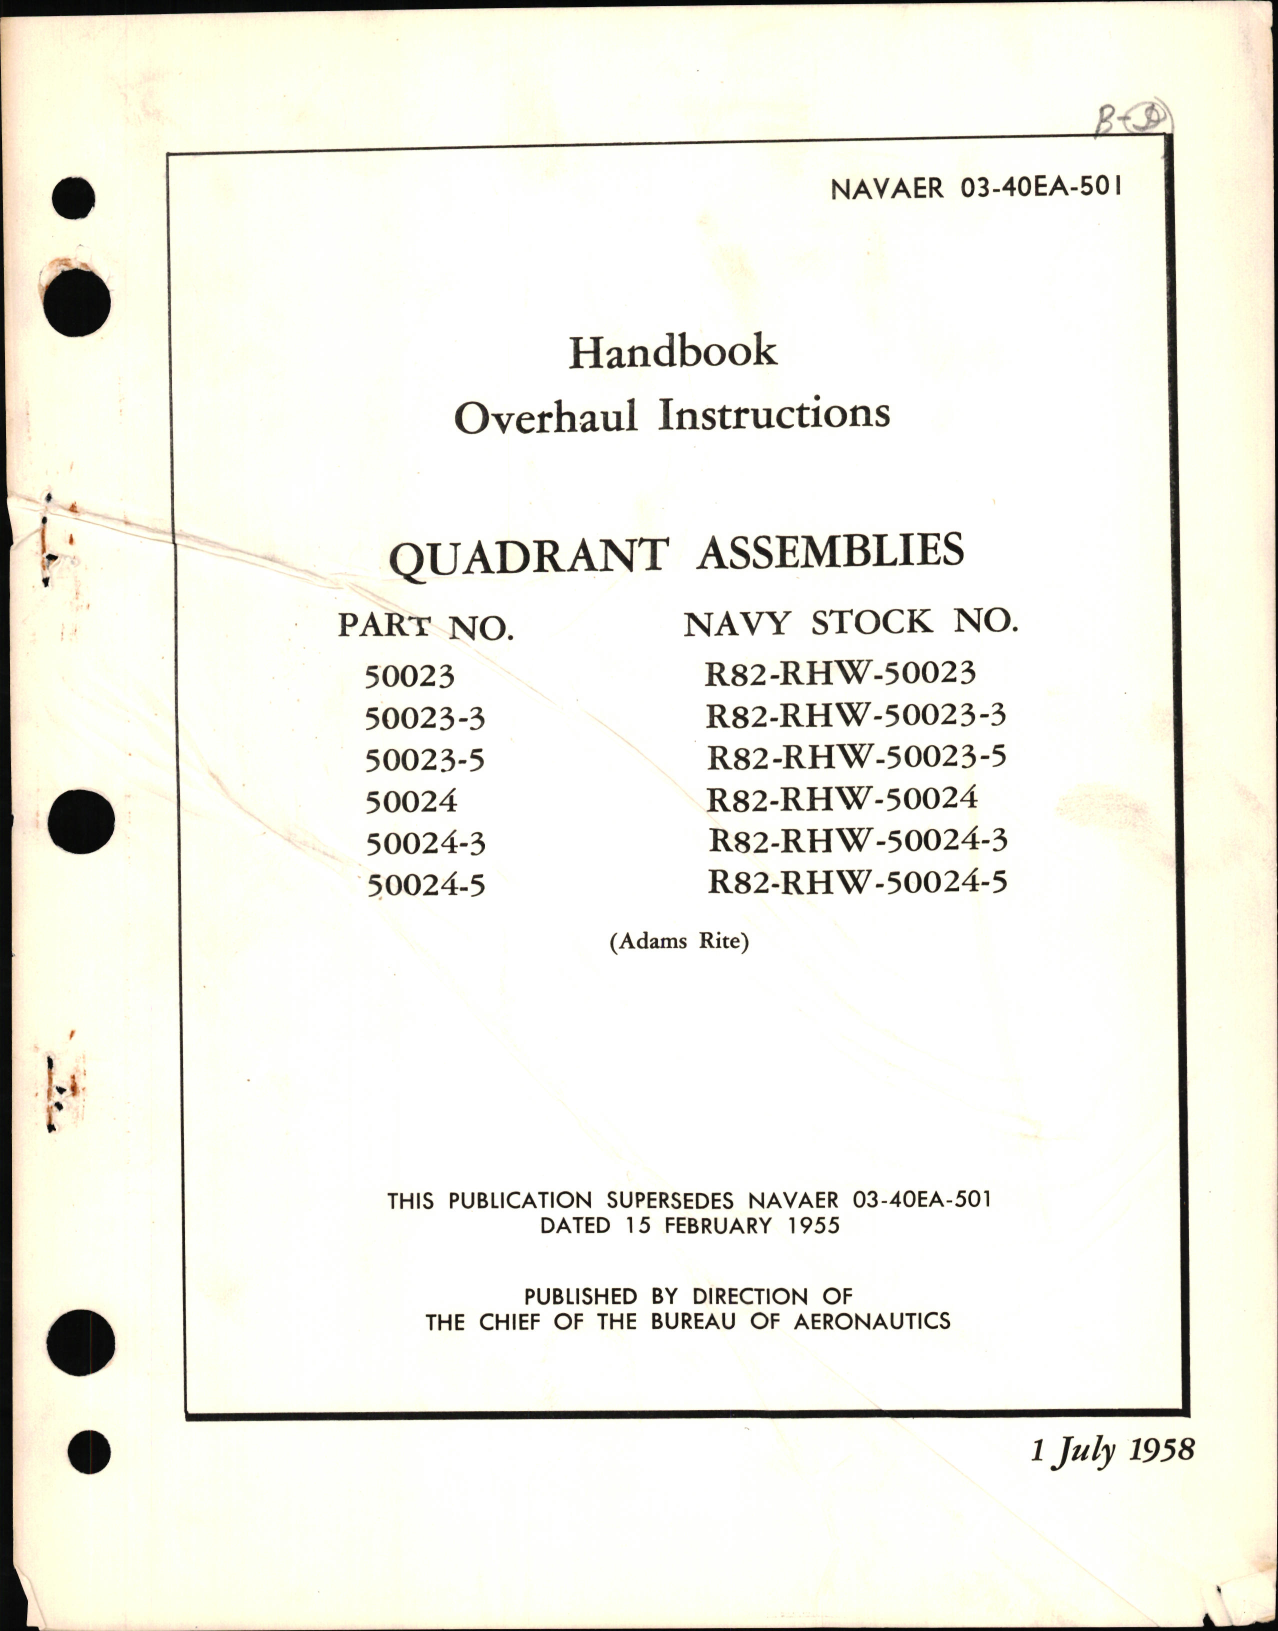 NAVAER 03-40EA-501
Handbook
Overhaul Instructions
QUADRANT ASSEMBLIES
PART NO. NAVY STOCK NO.
50023 R82-RHW-50023
50023-3 R82-RHW-50023-3
50023-5 R82-RHW-50023-5
50024 R82-RHW-50024
50024-3 R82-RHW-50024-3
50024-5 R82-RHW-50024-5
(Adams Rite)
THIS PUBLICATION SUPERSEDES NAVAER 03-40EA-501
DATED 15 FEBRUARY 1955
PUBLISHED BY DIRECTION OF
THE CHIEF OF THE BUREAU OF AERONAUTICS
1 July 1958